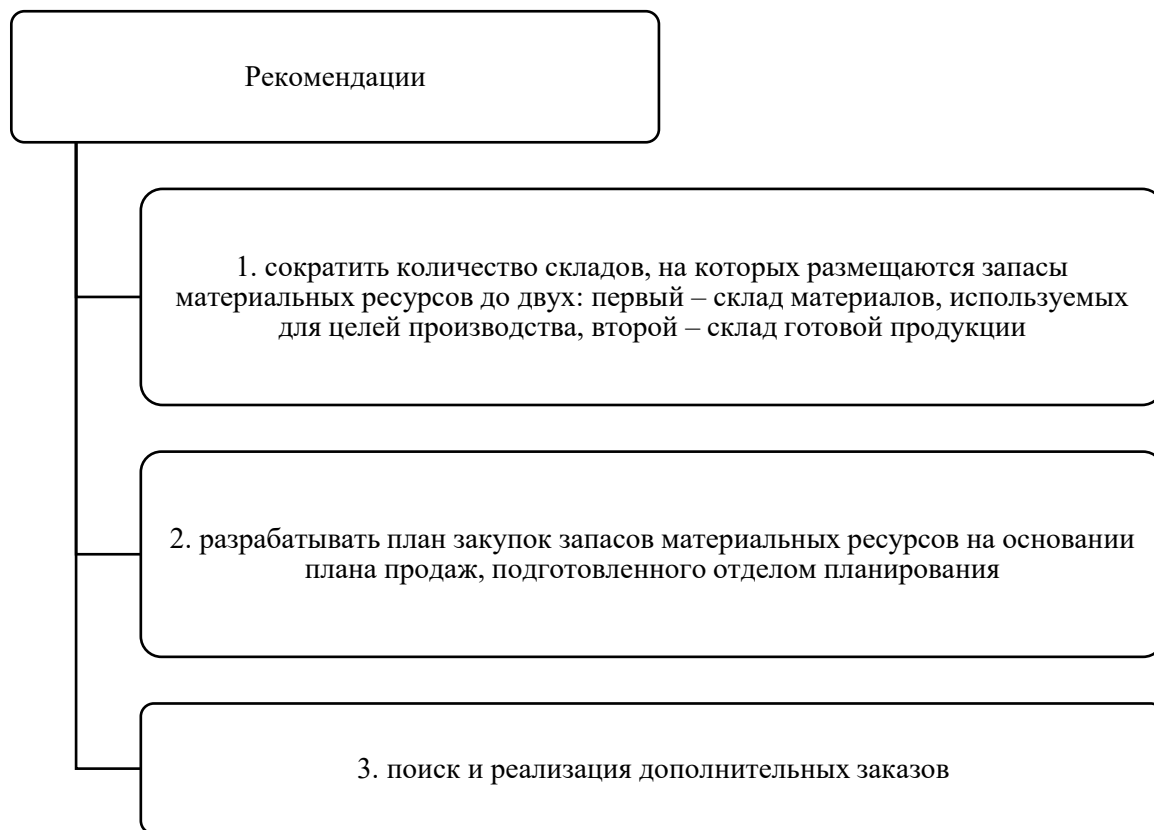 Рекомендации
1. сократить количество складов, на которых размещаются запасы
материальных ресурсов до двух: первый – склад материалов, используемых
для целей производства, второй – склад готовой продукции
2. разрабатывать план закупок запасов материальных ресурсов на основании
плана продаж, подготовленного отделом планирования
3. поиск и реализация дополнительных заказов